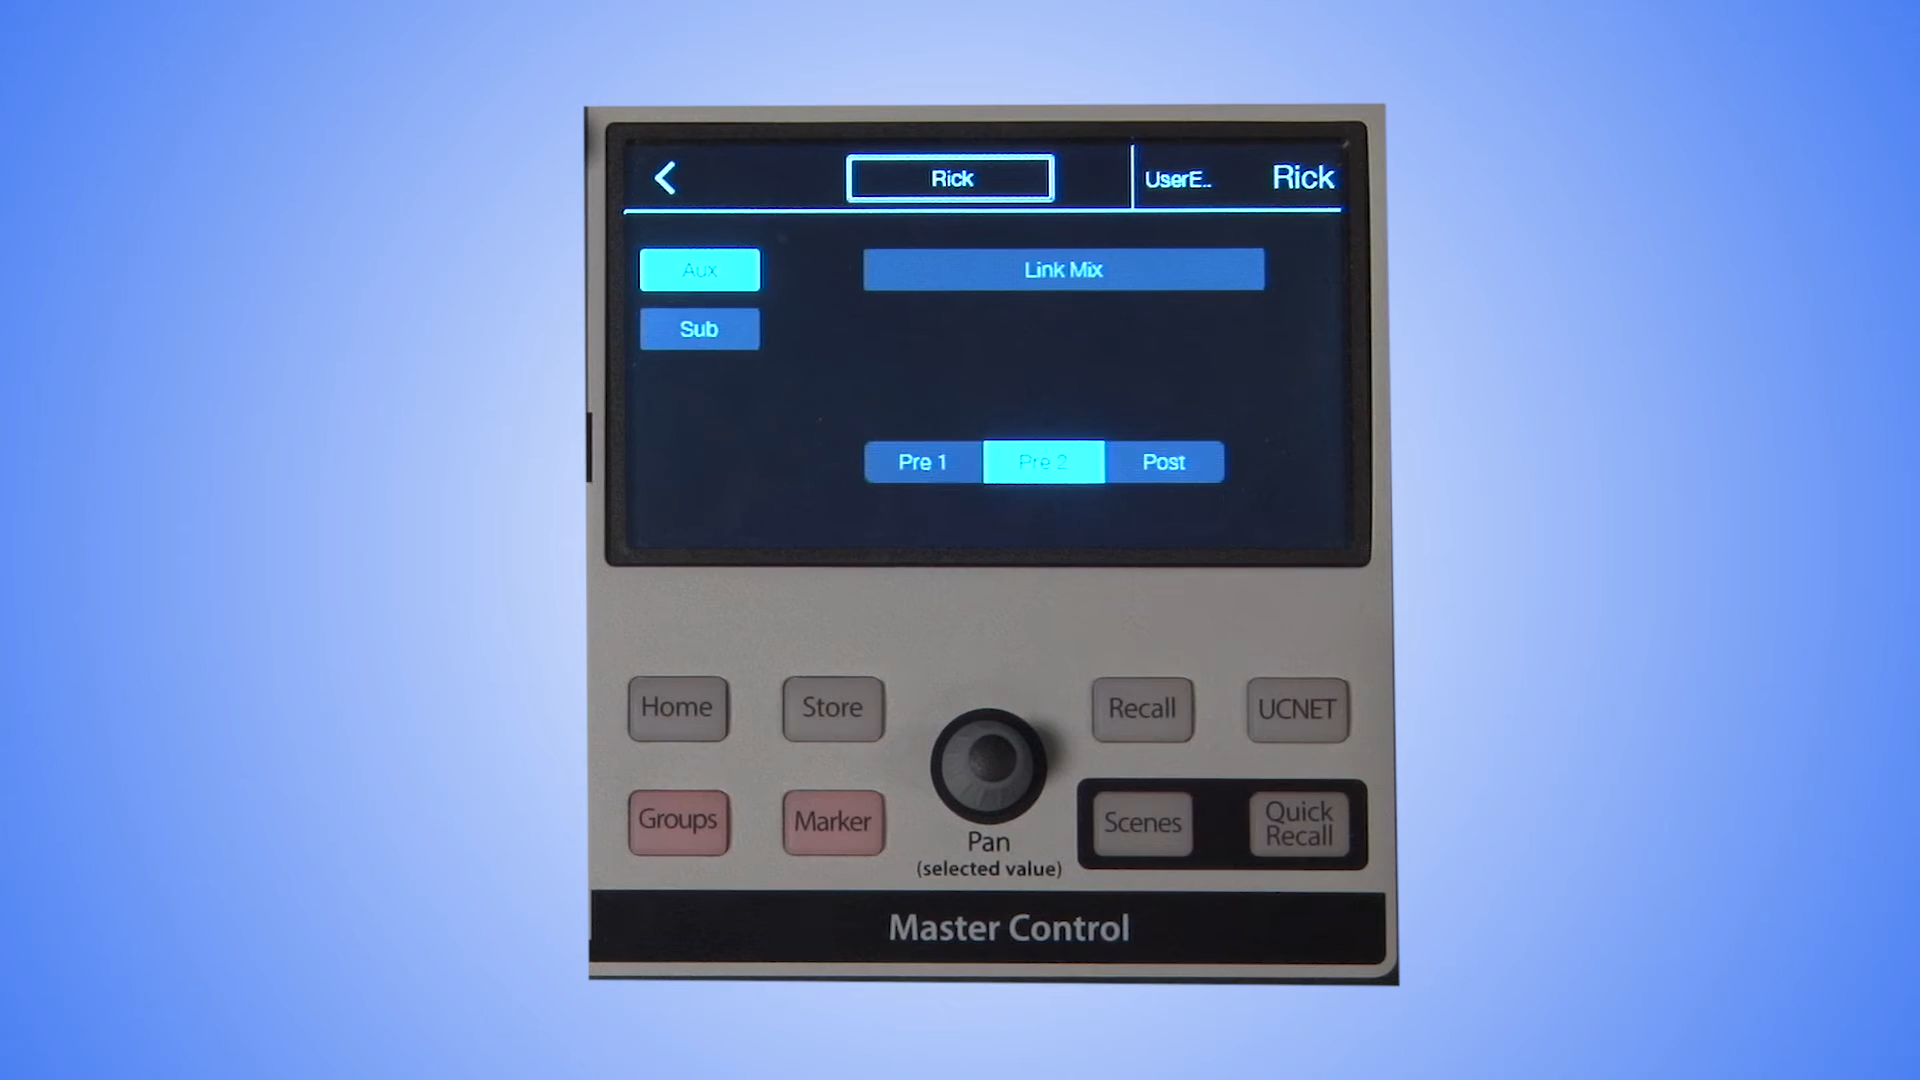 Rick
UserE..
Rick
Aux
Link Mix
Sub
Pre 1
Pre 2
Post
Home
Store
Recall
UCNET
Groups
Marker
Pan
(selected value)
Scenes
Quick
Recall
Master Control